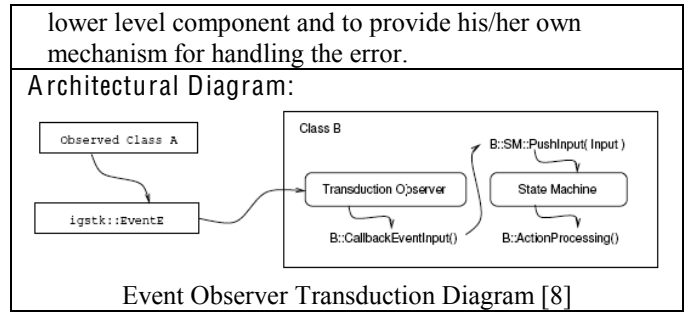 lower level component and to provide his/her own
mechanism for handling the error.
Architectural Diagram:
Observed Class A
igstk::EventE
Class B
Transduction Observer
B::CallbackEventInput()
B::SM::PushInput( Input )
State Machine
B::ActionProcessing()
Event Observer Transduction Diagram [8]